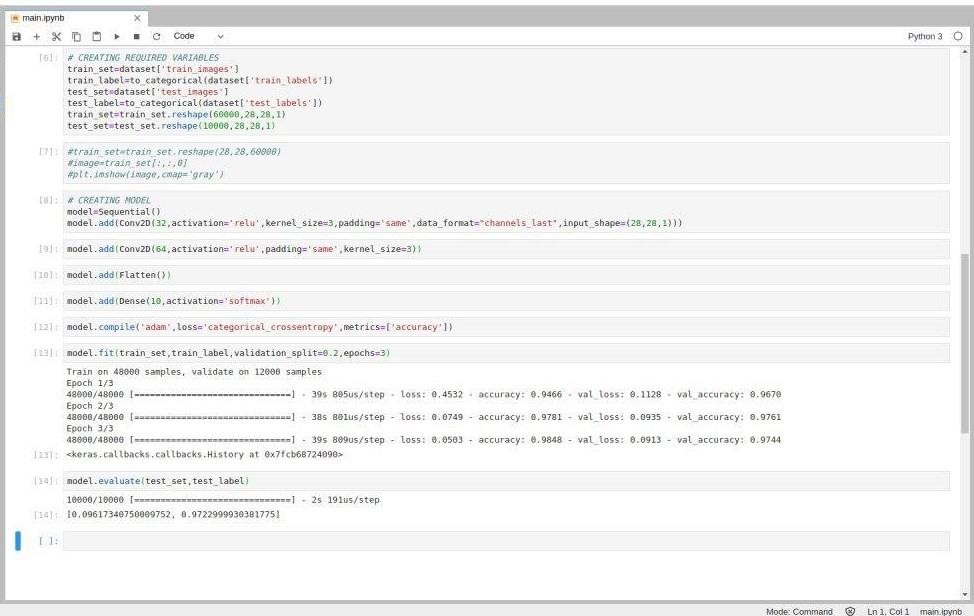 main.ipynb
Code
Python 3
[6]: # CREATING REQUIRED VARIABLES
train_set=dataset['train_images']
train_label=to_categorical(dataset['train_labels'])
test_set=dataset['test_images']
test_label=to_categorical(dataset['test_labels'])
train_set=train_set.reshape(60000,28,28,1)
test_set=test_set.reshape(10000,28,28,1)
[7]: #train_set=train_set.reshape(28,28,60000)
#image=train_set[:,:,0]
#plt.imshow(image,cmap='gray')
[8]: # CREATING MODEL
model=Sequential()
model.add(Conv2D(32,activation='relu',kernel_size=3,padding='same',data_format="channels_last",input_shape=(28,28,1)))
[9]: model.add(Conv2D(64,activation='relu',padding='same',kernel_size=3))
[10]: model.add(Flatten())
[11]: model.add(Dense(10,activation='softmax'))
[12]: model.compile('adam',loss='categorical_crossentropy',metrics=['accuracy'])
[13]: model.fit(train_set,train_label,validation_split=0.2,epochs=3)
Train on 48000 samples, validate on 12000 samples
Epoch 1/3
48000/48000 [==============================] - 39s 805us/step - loss: 0.4532 - accuracy: 0.9466 - val_loss: 0.1128 - val_accuracy: 0.9670
Epoch 2/3
48000/48000 [==============================] - 38s 801us/step - loss: 0.0749 - accuracy: 0.9781 - val_loss: 0.0935 - val_accuracy: 0.9761
Epoch 3/3
48000/48000 [==============================] - 39s 809us/step - loss: 0.0503 - accuracy: 0.9848 - val_loss: 0.0913 - val_accuracy: 0.9744
[13]: <keras.callbacks.callbacks.History at 0x7fcb68724090>
[14]: model.evaluate(test_set,test_label)
10000/10000 [==============================] - 2s 191us/step
[14]: [0.09617340750009752, 0.9722999930381775]
[ ]:
Mode: Command
Ln 1, Col 1
main.ipynb